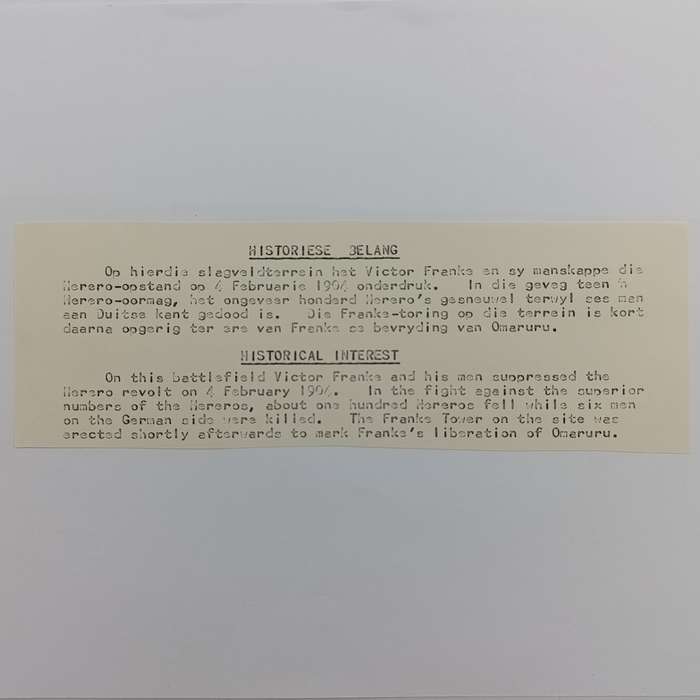 HISTORIESE BELANG
Op hierdie slagveldterrein het Victor Franke en sy manskappe die
Herero-opstand op 4 Februarie 1904 onderdruk. In die geveg teen 'n
Herero-oormag, het ongeveer honderd Herero's gesneuwel terwyl ses man
aan Duitse kant gedood is. Die Franke-toring op die terrein is kort
daarna opgerig ter ere van Franke se bevryding van Omaruru.
HISTORICAL INTEREST
On this battlefield Victor Franke and his men suppressed the
Herero revolt on 4 February 1904. In the fight against the superior
numbers of the Hereros, about one hundred Hereros fell while six men
on the German side were killed. The Franke Tower on the site was
erected shortly afterwards to mark Franke's liberation of Omaruru.